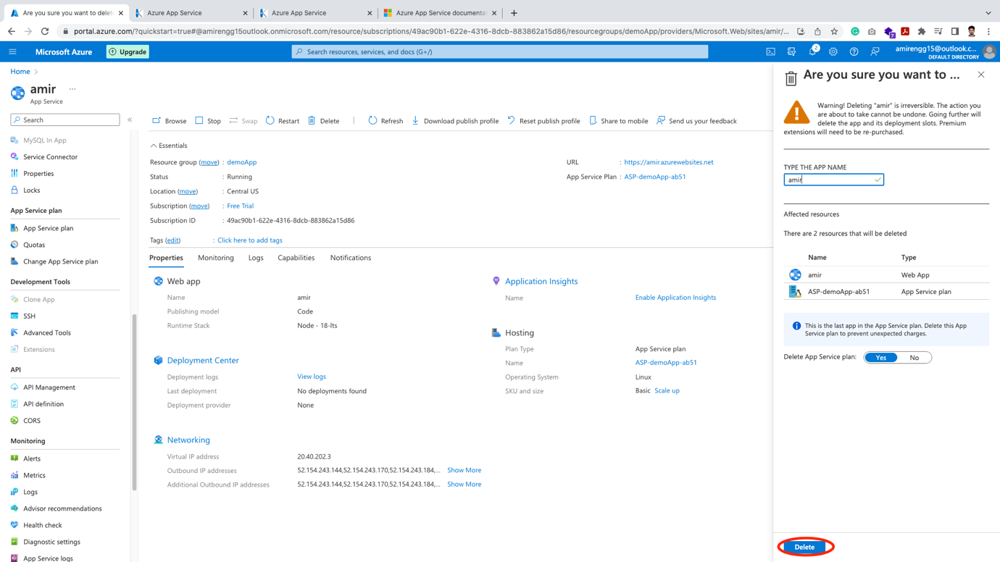 Are you sure you want to delet
Azure App Service
Azure App Service
Azure App Service documentat
portal.azure.com/?quickstart=true#@amirengg15outlook.onmicrosoft.com/resource/subscriptions/49ac90b1-622e-4316-8dcb-883862a15d86/resourcegroups/demoApp/providers/Microsoft.Web/sites/amir/...
7
Microsoft Azure
Upgrade
Search resources, services, and docs (G+/)
2
amirengg15@outlook.c...
DEFAULT DIRECTORY
Home
amir
...
App Service
Search
MySQL In App
Service Connector
Properties
Locks
App Service plan
App Service plan
Quotas
Change App Service plan
Development Tools
Clone App
SSH
Advanced Tools
Extensions
API
API Management
API definition
CORS
Monitoring
Alerts
Metrics
Logs
Advisor recommendations
Health check
Diagnostic settings
App Service logs
Browse Stop Swap Restart Delete Refresh Download publish profile Reset publish profile Share to mobile Send us your feedback
Essentials
Resource group (move) : demoApp
Status : Running
Location (move) : Central US
Subscription (move) : Free Trial
Subscription ID : 49ac90b1-622e-4316-8dcb-883862a15d86
Tags (edit) : Click here to add tags
URL : https://amir.azurewebsites.net
App Service Plan : ASP-demoApp-ab51
Properties Monitoring Logs Capabilities Notifications
Web app
Name amir
Publishing model Code
Runtime Stack Node - 18-lts
Deployment Center
Deployment logs View logs
Last deployment No deployments found
Deployment provider None
Networking
Virtual IP address 20.40.202.3
Outbound IP addresses 52.154.243.144,52.154.243.170,52.154.243.184,... Show More
Additional Outbound IP addresses 52.154.243.144,52.154.243.170,52.154.243.184,... Show More
Application Insights
Name Enable Application Insights
Hosting
Plan Type App Service plan
Name ASP-demoApp-ab51
Operating System Linux
SKU and size Basic Scale up
Are you sure you want to ...
Warning! Deleting "amir" is irreversible. The action you
are about to take cannot be undone. Going further will
delete the app and its deployment slots. Premium
extensions will need to be re-purchased.
TYPE THE APP NAME
amir
Affected resources
There are 2 resources that will be deleted
Name Type
amir Web App
ASP-demoApp-ab51 App Service plan
This is the last app in the App Service plan. Delete this App
Service plan to prevent unexpected charges.
Delete App Service plan: Yes No
Delete